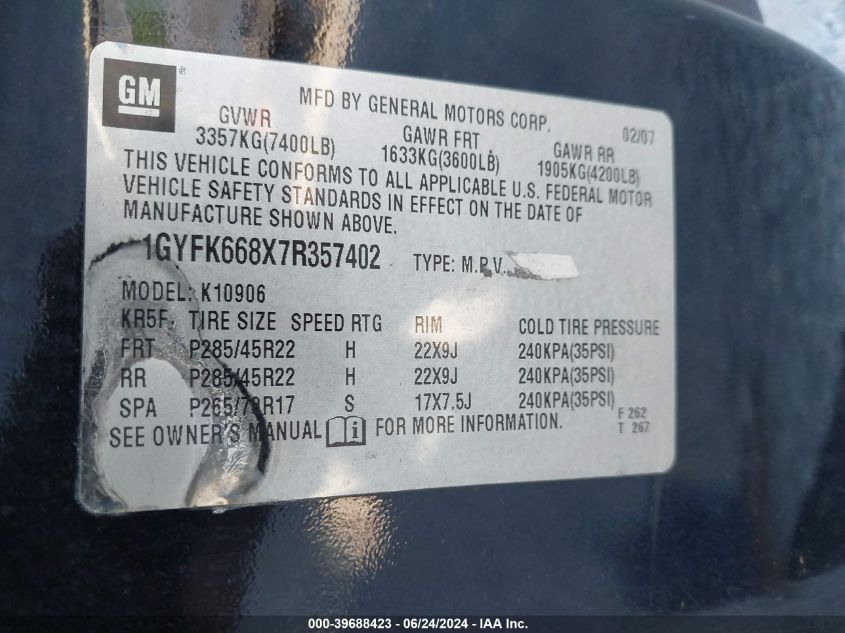 GM ®
MFD BY GENERAL MOTORS CORP. 02/07
GVWR GAWR FRT GAWR RR
3357KG(7400LB) 1633KG(3600LB) 1905KG(4200LB)
THIS VEHICLE CONFORMS TO ALL APPLICABLE U.S. FEDERAL MOTOR
VEHICLE SAFETY STANDARDS IN EFFECT ON THE DATE OF
MANUFACTURE SHOWN ABOVE.
1GYFK668X7R357402 TYPE: M.P.V.
MODEL: K10906
KR5F TIRE SIZE SPEED RTG RIM COLD TIRE PRESSURE
FRT P285/45R22 H 22X9J 240KPA(35PSI)
RR P285/45R22 H 22X9J 240KPA(35PSI)
SPA P265/70R17 S 17X7.5J 240KPA(35PSI)
SEE OWNER'S MANUAL i FOR MORE INFORMATION.
F 262
T 267
000-39688423 - 06/24/2024 - IAA Inc.